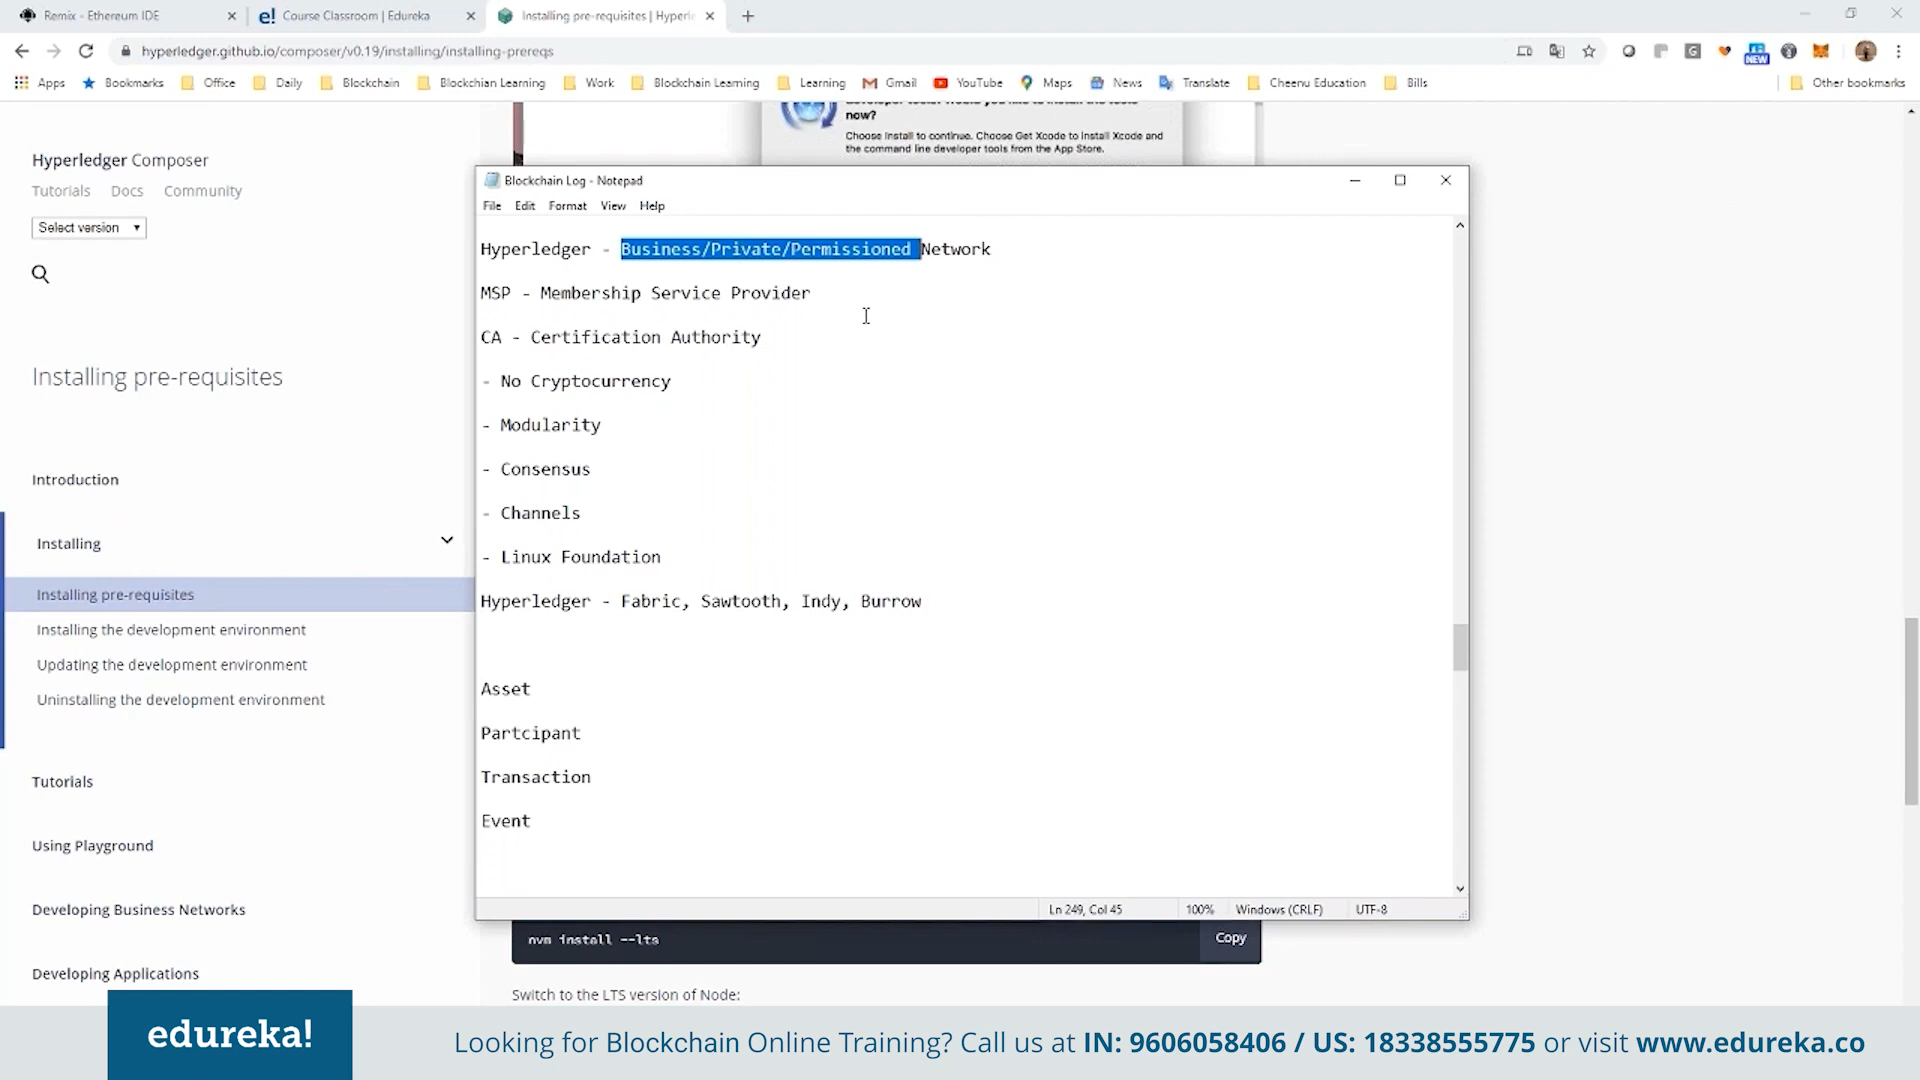 Remix - Ethereum IDE
Course Classroom | Edureka
Installing pre-requisites | Hyperle
hyperledger.github.io/composer/v0.19/installing/installing-prereqs
NEW
Apps
Bookmarks
Office
Daily
Blockchain
Blockchian Learning
Work
Blockchain Learning
Learning
Gmail
YouTube
Maps
News
Translate
Cheenu Education
Bills
Other bookmarks
now?
Choose Install to continue. Choose Get Xcode to install Xcode and
the command line developer tools from the App Store.
Hyperledger Composer
Tutorials Docs Community
Select version
Installing pre-requisites
Introduction
Installing
Installing pre-requisites
Installing the development environment
Updating the development environment
Uninstalling the development environment
Tutorials
Using Playground
Developing Business Networks
Developing Applications
Blockchain Log - Notepad
File Edit Format View Help
Hyperledger - Business/Private/Permissioned Network
MSP - Membership Service Provider
CA - Certification Authority
- No Cryptocurrency
- Modularity
- Consensus
- Channels
- Linux Foundation
Hyperledger - Fabric, Sawtooth, Indy, Burrow
Asset
Partcipant
Transaction
Event
Ln 249, Col 45
100%
Windows (CRLF)
UTF-8
nvm install --lts
Copy
Switch to the LTS version of Node:
edureka!
Looking for Blockchain Online Training? Call us at IN: 9606058406 / US: 18338555775 or visit www.edureka.co